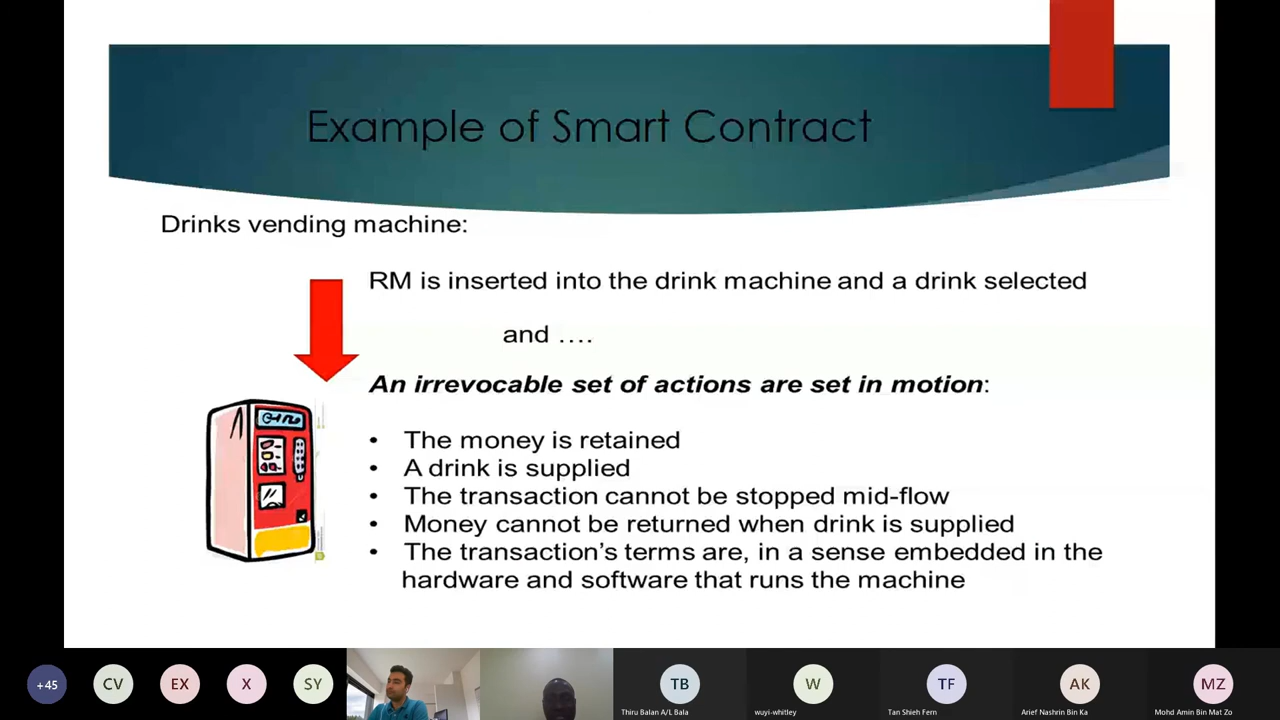 Example of Smart Contract
Drinks vending machine:
RM is inserted into the drink machine and a drink selected
and ….
An irrevocable set of actions are set in motion:
• The money is retained
• A drink is supplied
• The transaction cannot be stopped mid-flow
• Money cannot be returned when drink is supplied
• The transaction's terms are, in a sense embedded in the
hardware and software that runs the machine
+45
CV
EX
X
SY
TB
W
TF
AK
MZ
Thiru Balan A/L Bala
wuyi-whitley
Tan Shieh Fern
Arief Nashrin Bin Ka
Mohd Amin Bin Mat Zo